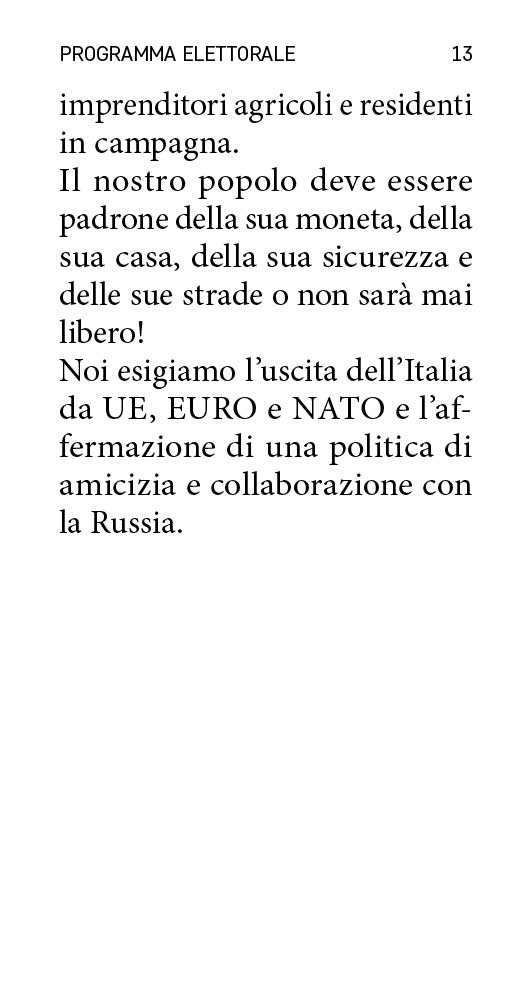 PROGRAMMA ELETTORALE 13
imprenditori agricoli e residenti
in campagna.
Il nostro popolo deve essere
padrone della sua moneta, della
sua casa, della sua sicurezza e
delle sue strade o non sarà mai
libero!
Noi esigiamo l’uscita dell’Italia
da UE, EURO e NATO e l’af-
fermazione di una politica di
amicizia e collaborazione con
la Russia.